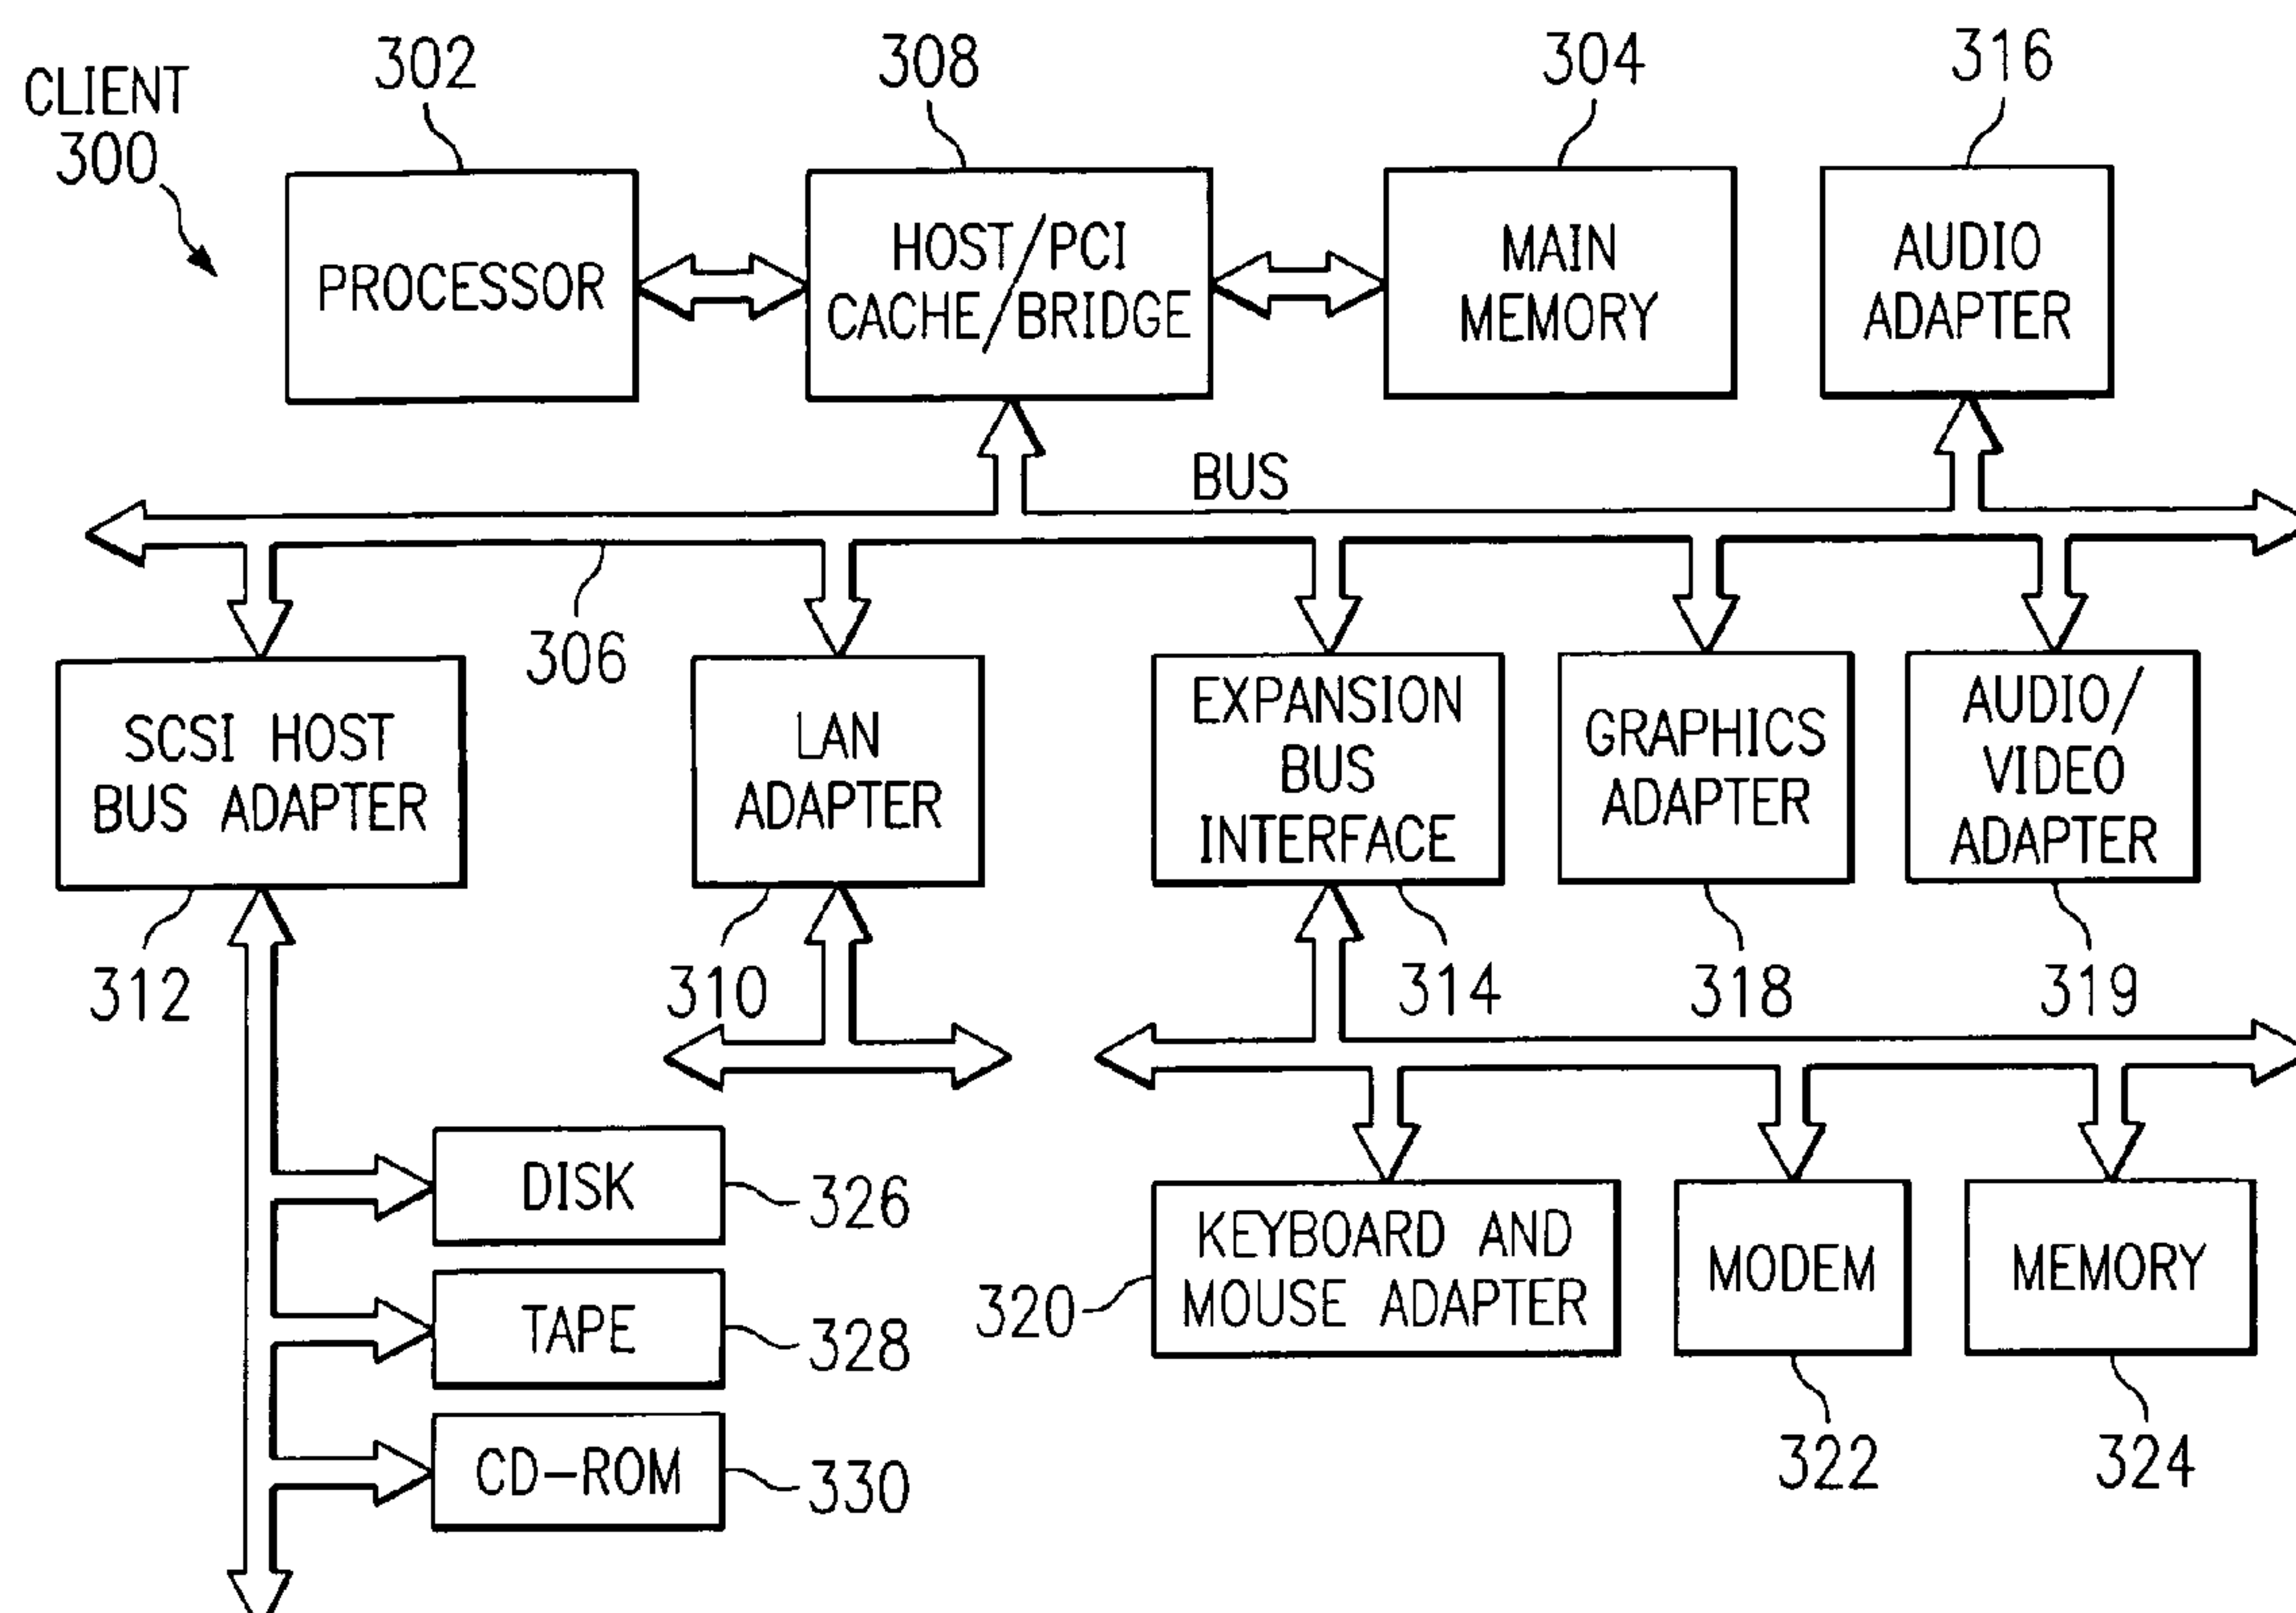 CLIENT
300
302
308
304
316
PROCESSOR
HOST/PCI
CACHE/BRIDGE
MAIN
MEMORY
AUDIO
ADAPTER
BUS
306
SCSI HOST
BUS ADAPTER
LAN
ADAPTER
EXPANSION
BUS
INTERFACE
GRAPHICS
ADAPTER
AUDIO/
VIDEO
ADAPTER
312
310
314
318
319
DISK
326
TAPE
328
CD-ROM
330
320
KEYBOARD AND
MOUSE ADAPTER
MODEM
MEMORY
322
324